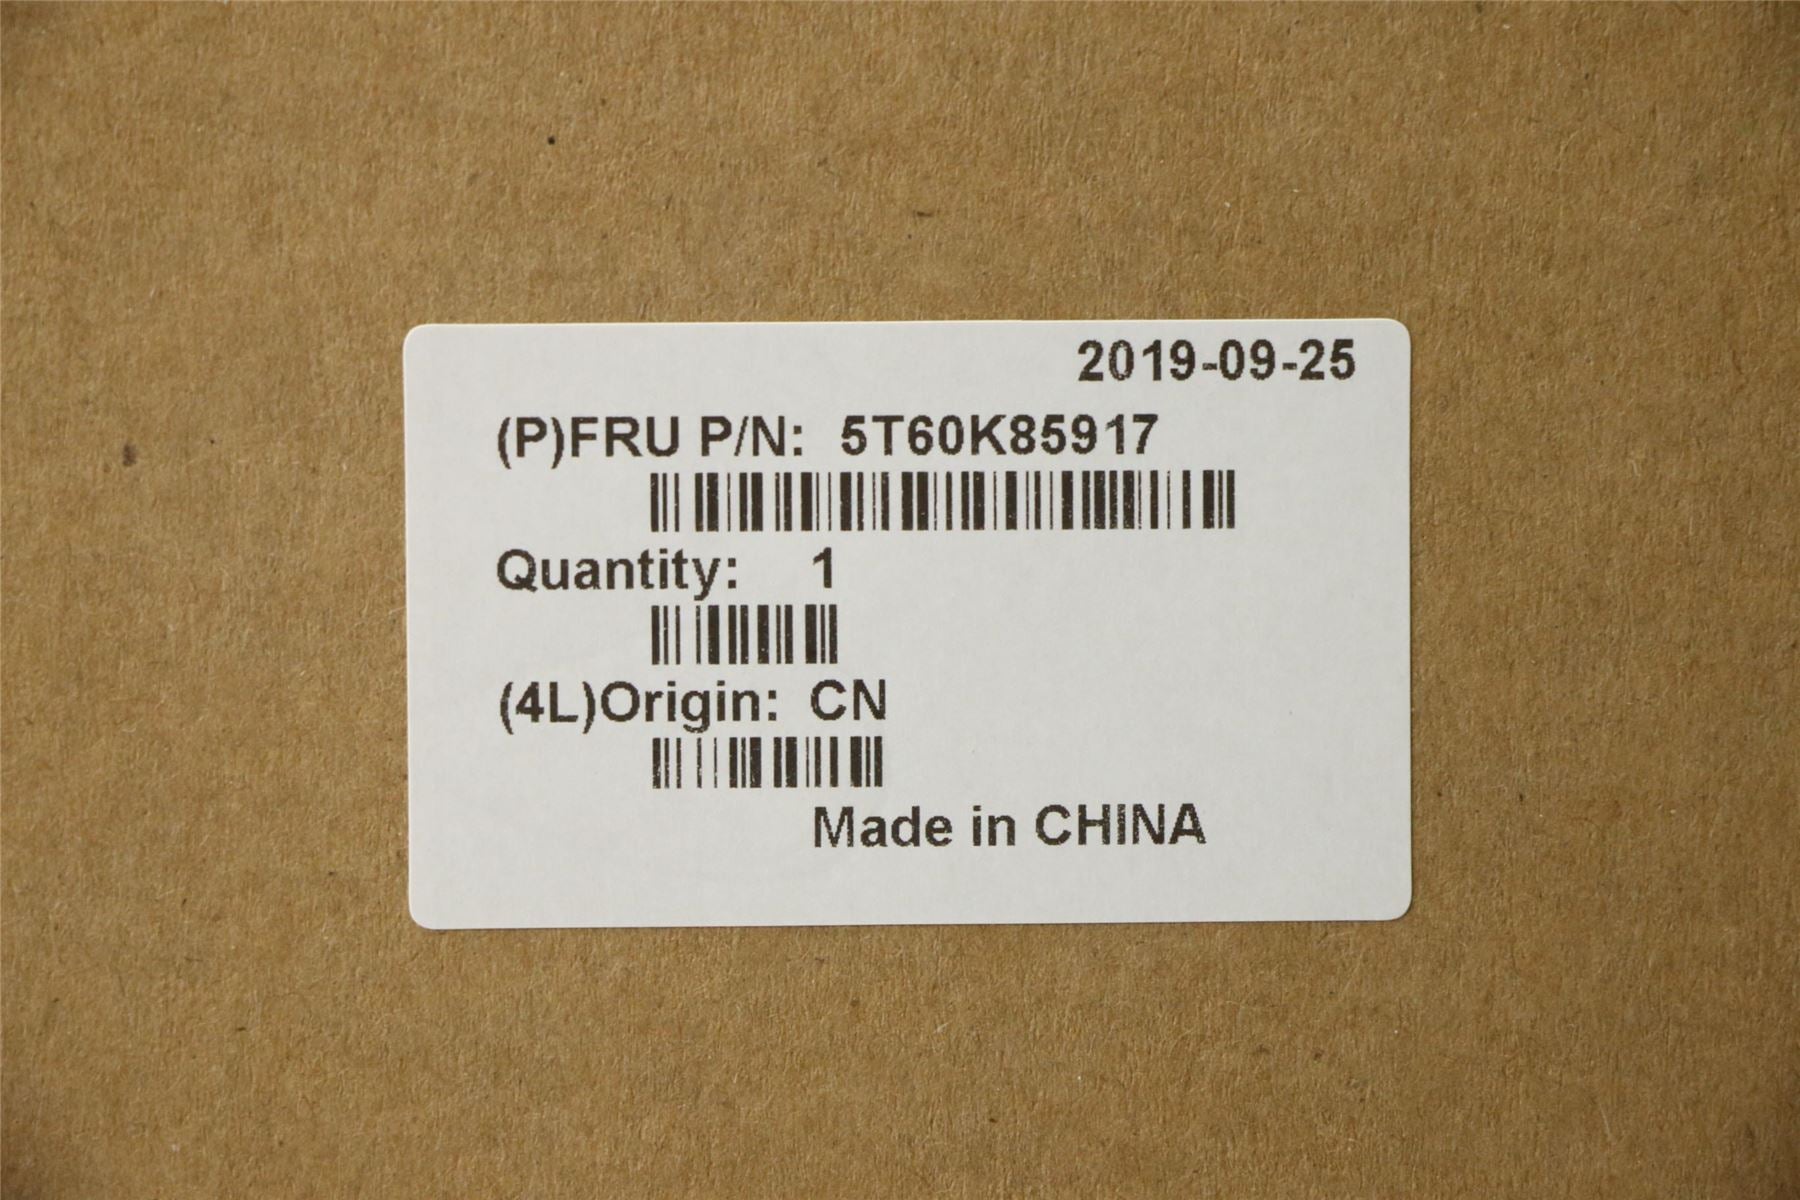 2019-09-25
(P)FRU P/N: 5T60K85917
Quantity: 1
(4L)Origin: CN
Made in CHINA